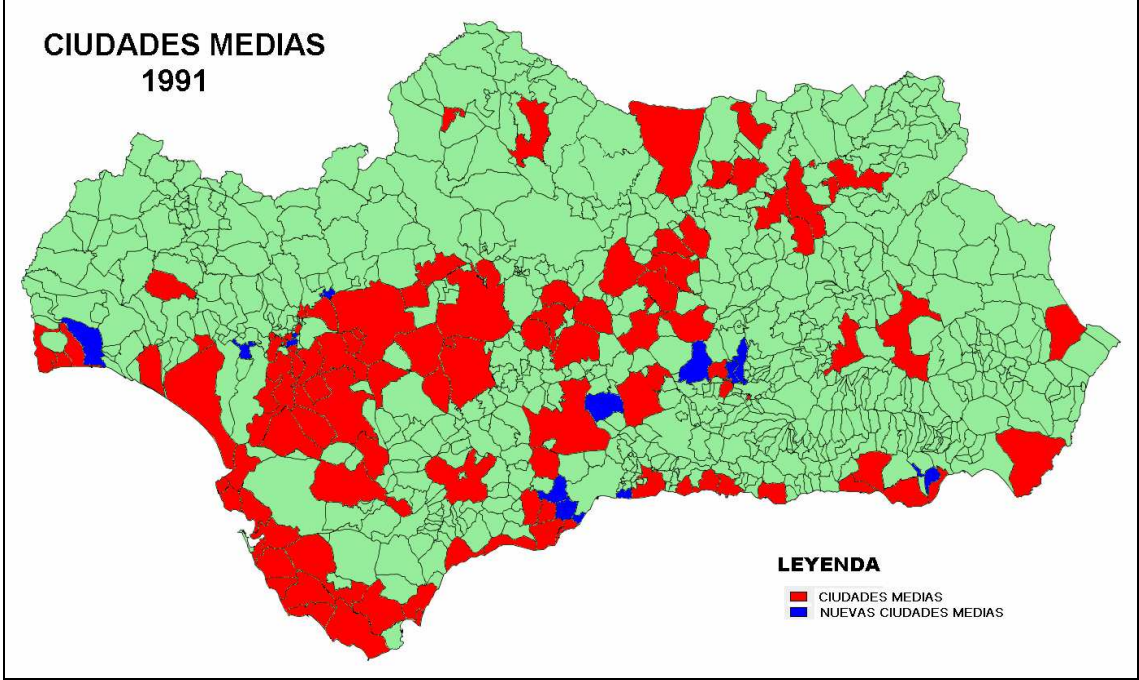 CIUDADES MEDIAS
1991
LEYENDA
CIUDADES MEDIAS
NUEVAS CIUDADES MEDIAS